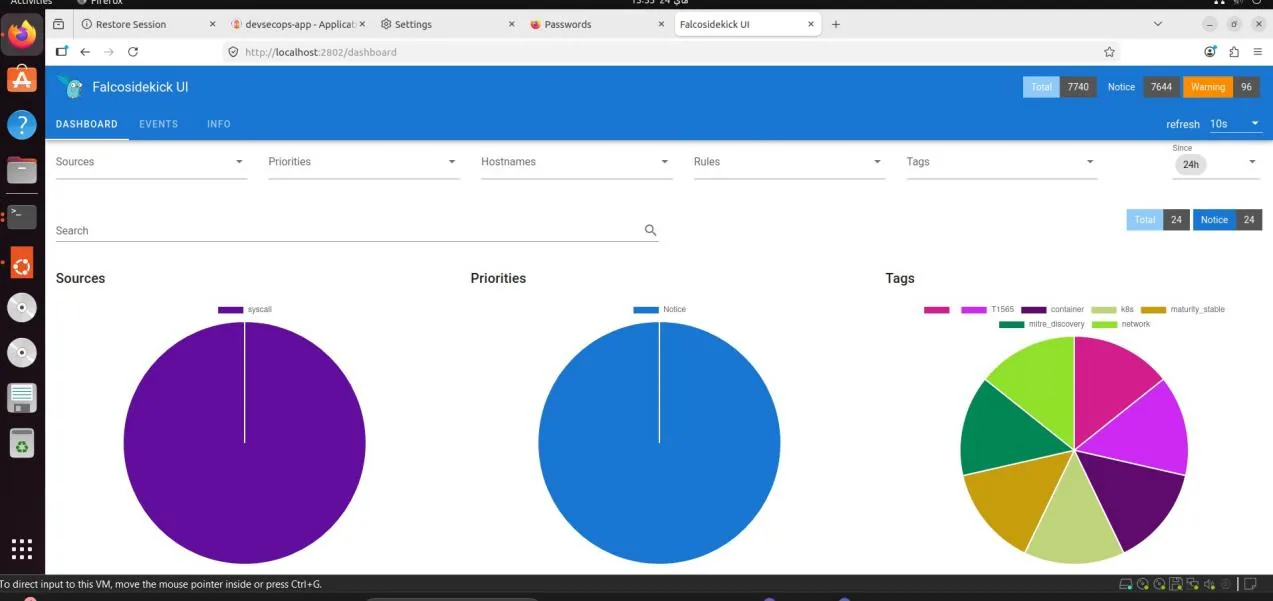 Activities Firefox
Restore Session
devsecops-app - Applicat
Settings
Passwords
Falcosidekick UI
http://localhost:2802/dashboard
Falcosidekick UI
Total 7740 Notice 7644 Warning 96
DASHBOARD EVENTS INFO
refresh 10s
Sources Priorities Hostnames Rules Tags
Since
24h
Search
Total 24 Notice 24
Sources
syscall
Priorities
Notice
Tags
T1565 container k8s maturity_stable
mitre_discovery network
To direct input to this VM, move the mouse pointer inside or press Ctrl+G.